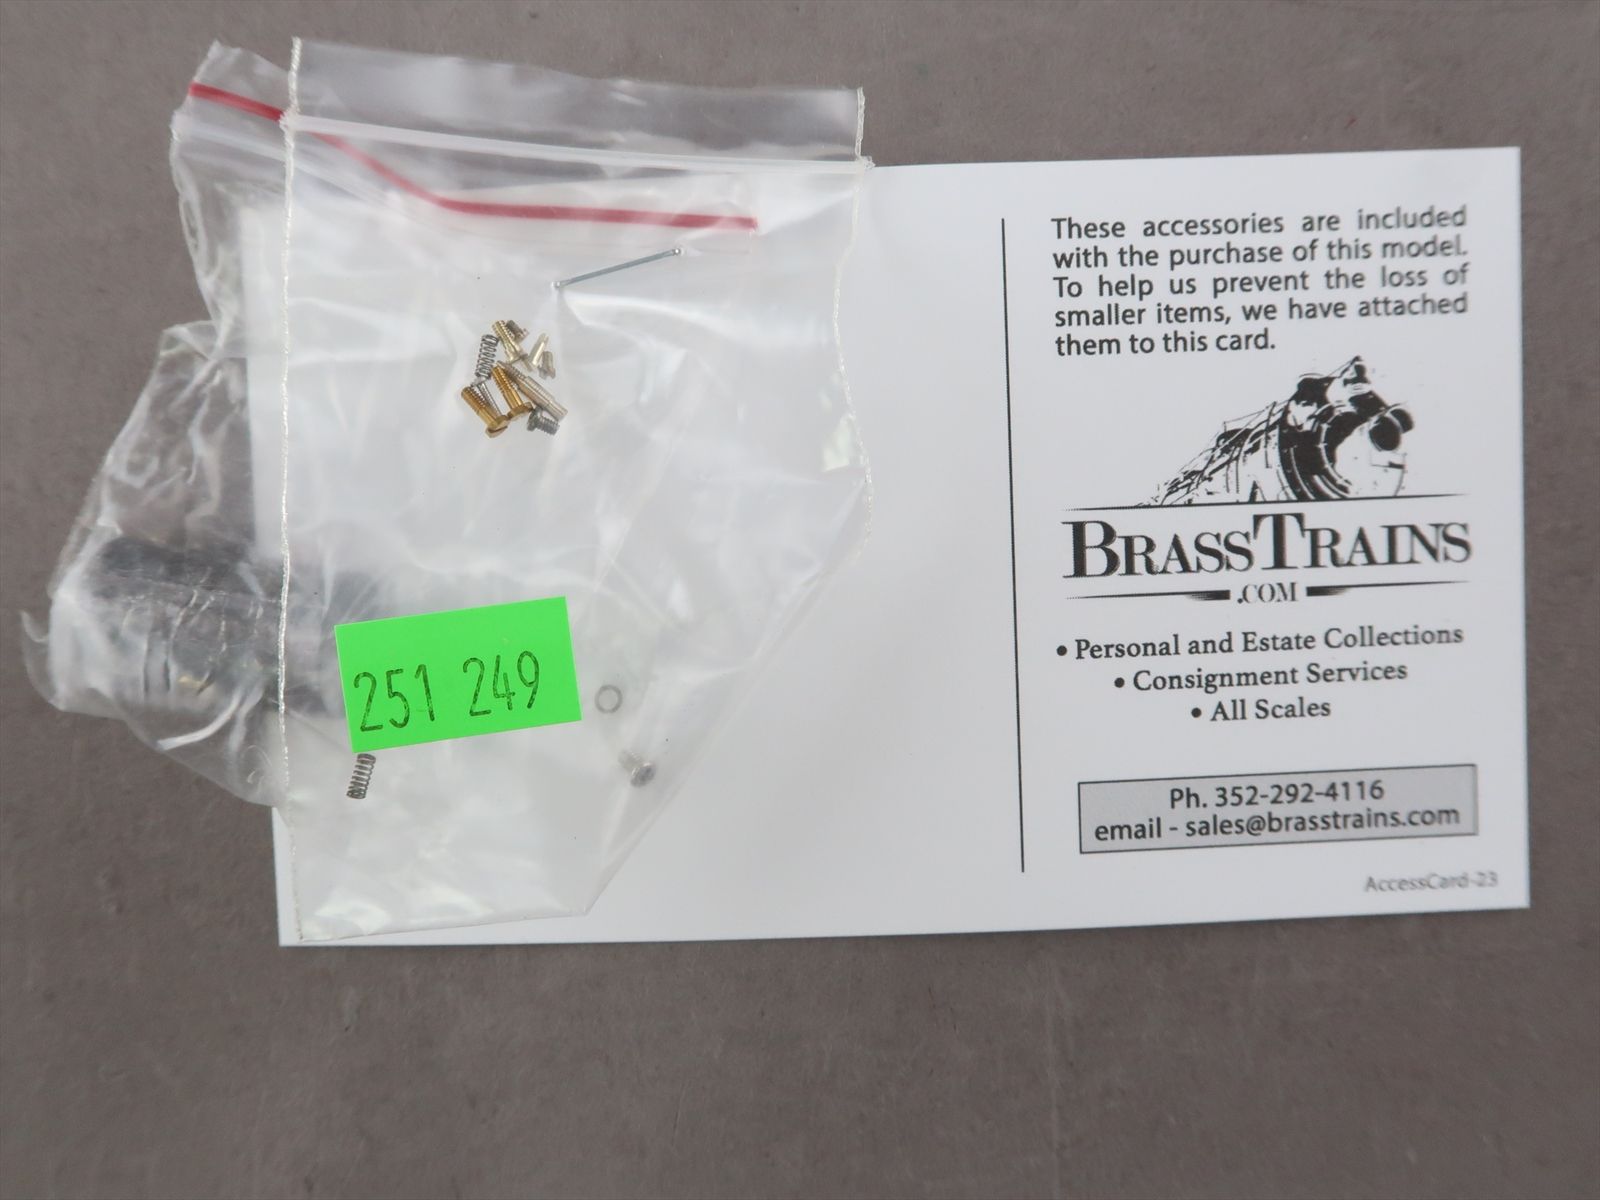 These accessories are included
with the purchase of this model.
To help us prevent the loss of
smaller items, we have attached
them to this card.
BRASSTRAINS
.COM
• Personal and Estate Collections
• Consignment Services
• All Scales
Ph. 352-292-4116
email - sales@brasstrains.com
AccessCard-23
251 249